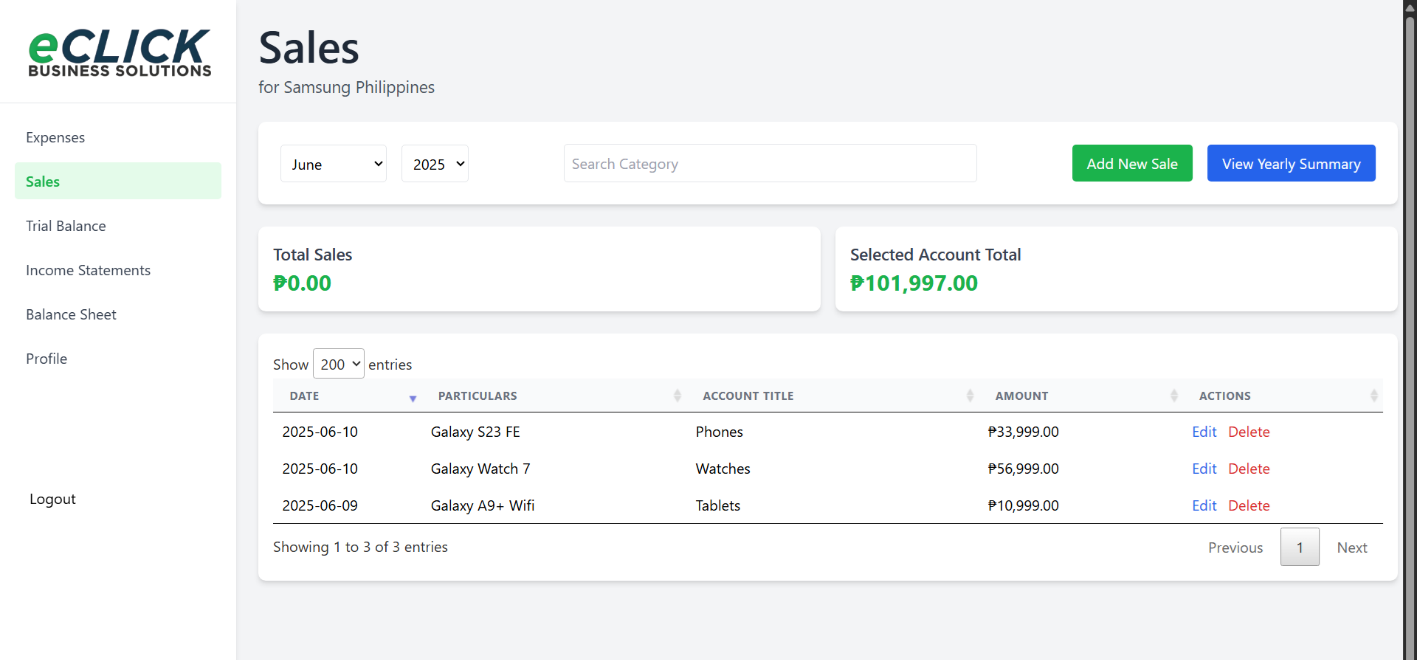 eCLICK
BUSINESS SOLUTIONS
Expenses
Sales
Trial Balance
Income Statements
Balance Sheet
Profile
Logout
Sales
for Samsung Philippines
June 2025 Search Category Add New Sale View Yearly Summary
Total Sales
₱0.00
Selected Account Total
₱101,997.00
Show 200 entries
DATE PARTICULARS ACCOUNT TITLE AMOUNT ACTIONS
2025-06-10 Galaxy S23 FE Phones ₱33,999.00 Edit Delete
2025-06-10 Galaxy Watch 7 Watches ₱56,999.00 Edit Delete
2025-06-09 Galaxy A9+ Wifi Tablets ₱10,999.00 Edit Delete
Showing 1 to 3 of 3 entries Previous 1 Next